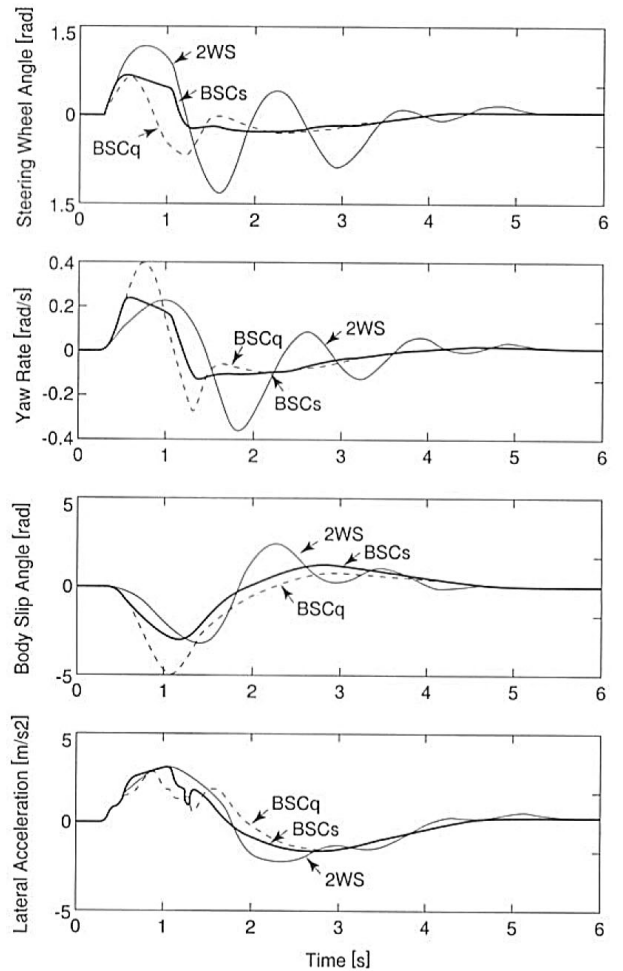 Steering Wheel Angle [rad]
1.5
0
1.5
2WS
BSCs
BSCq
0 1 2 3 4 5 6
Yaw Rate [rad/s]
0.4
0.2
0
-0.2
-0.4
BSCq
2WS
BSCs
0 1 2 3 4 5 6
Body Slip Angle [rad]
5
0
-5
2WS
BSCs
BSCq
0 1 2 3 4 5 6
Lateral Acceleration [m/s2]
5
0
-5
BSCq
BSCs
2WS
0 1 2 3 4 5 6
Time [s]